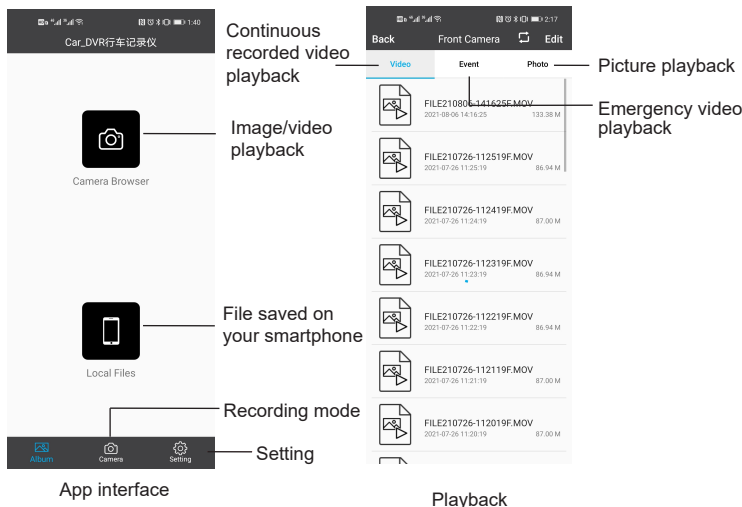 1:40
Car_DVR行车记录仪
Camera Browser
Local Files
Album
Camera
Setting
App interface
Continuous
recorded video
playback
Image/video
playback
File saved on
your smartphone
Recording mode
Setting
2:17
Back
Front Camera
Edit
Video
Event
Photo
FILE210806-141625F.MOV
2021-08-06 14:16:25
133.38 M
FILE210726-112519F.MOV
2021-07-26 11:25:19
86.94 M
FILE210726-112419F.MOV
2021-07-26 11:24:19
87.00 M
FILE210726-112319F.MOV
2021-07-26 11:23:19
86.94 M
FILE210726-112219F.MOV
2021-07-26 11:22:19
86.94 M
FILE210726-112119F.MOV
2021-07-26 11:21:19
87.00 M
FILE210726-112019F.MOV
2021-07-26 11:20:19
87.00 M
Picture playback
Emergency video
playback
Playback